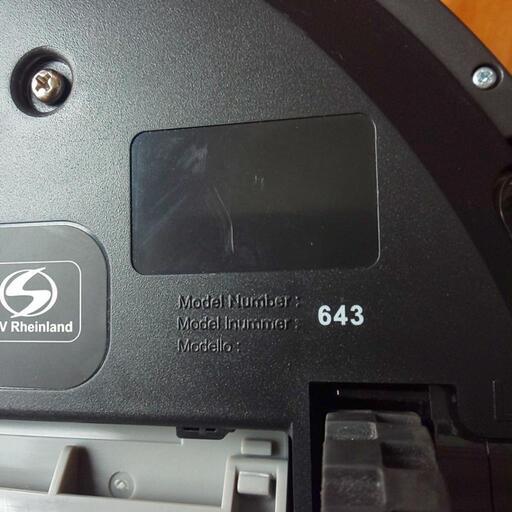 Model Number :
Model Inummer : 643
Modello :
V Rheinland